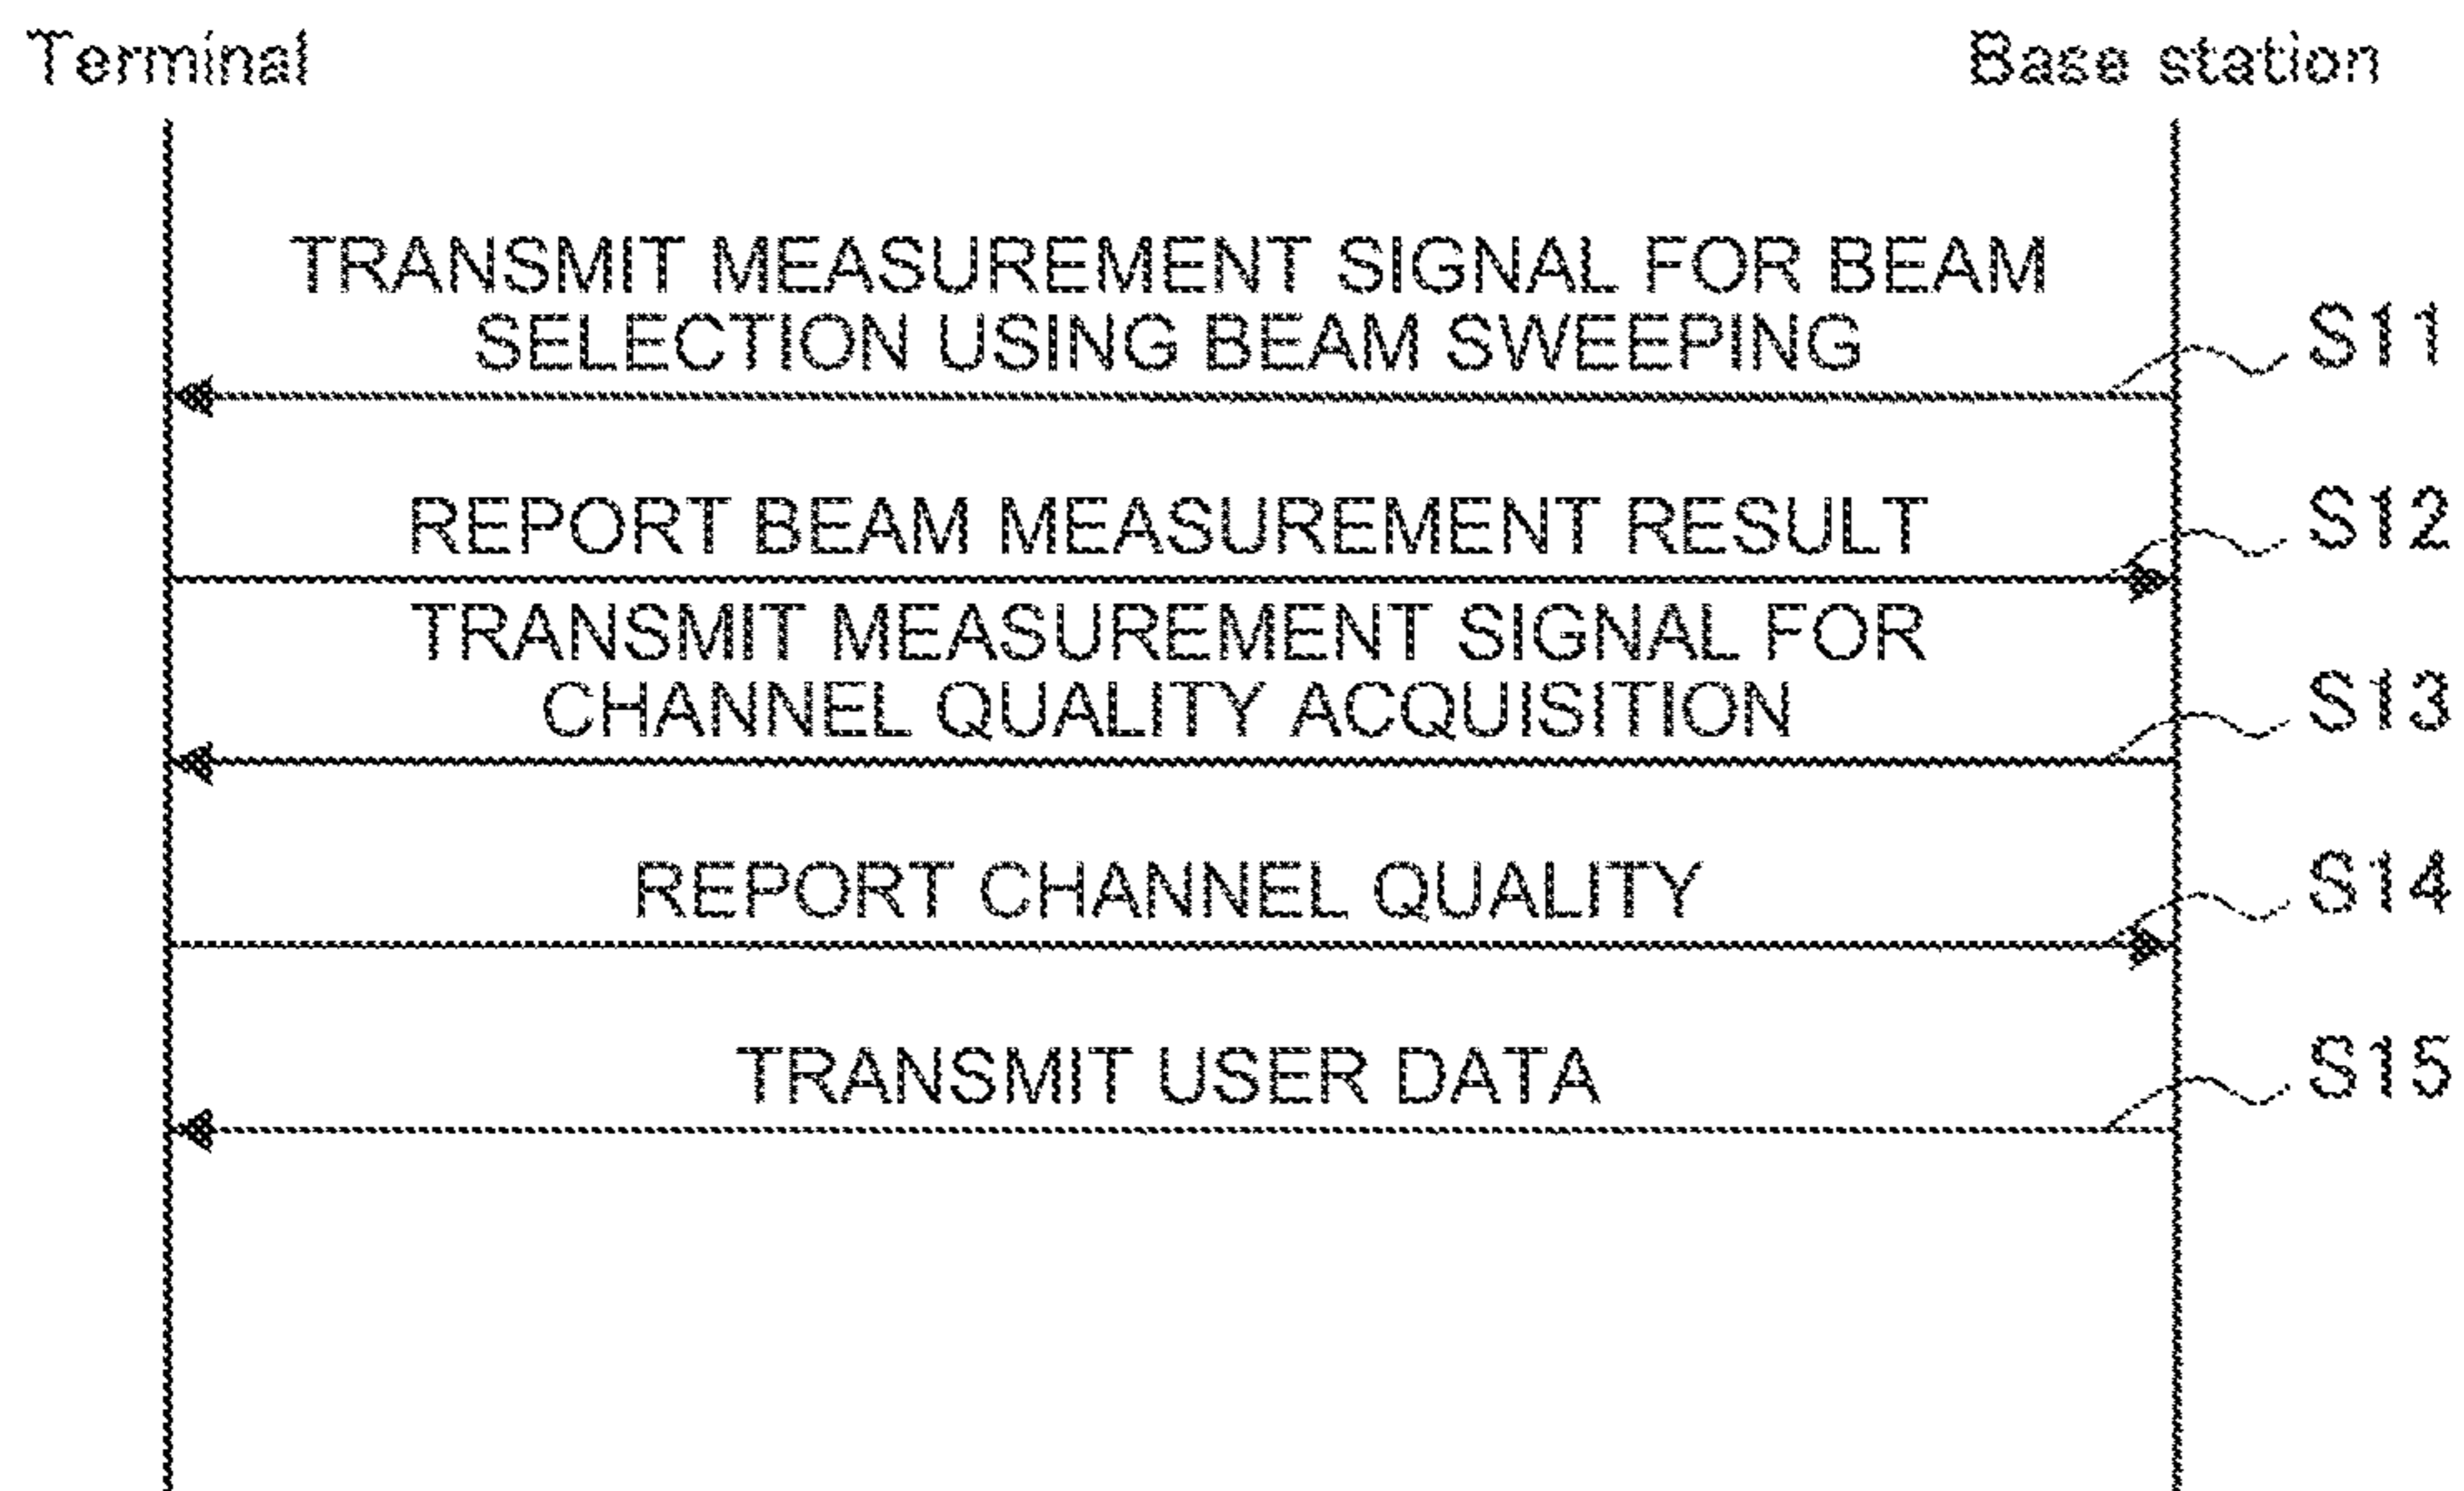 Terminal
Base station
TRANSMIT MEASUREMENT SIGNAL FOR BEAM
SELECTION USING BEAM SWEEPING
S11
REPORT BEAM MEASUREMENT RESULT
S12
TRANSMIT MEASUREMENT SIGNAL FOR
CHANNEL QUALITY ACQUISITION
S13
REPORT CHANNEL QUALITY
S14
TRANSMIT USER DATA
S15